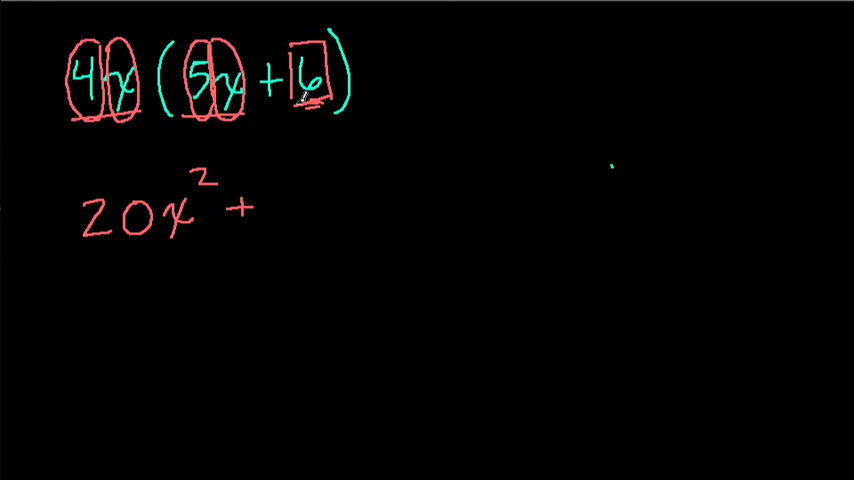 4x (5x + 6)
20x² +